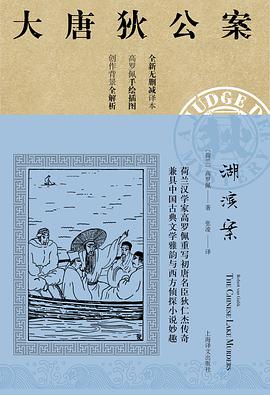 大唐狄公案
全新无删减译本
高罗佩手绘插图
创作背景全解析
JUDGE D
湖滨案
[荷兰] 高罗佩 著
张凌 译
荷兰汉学家高罗佩重写初唐名臣狄仁杰传奇
兼具中国古典文学雅韵与西方侦探小说妙趣
Robert van Gulik
THE CHINESE LAKE MURDERS
上海译文出版社